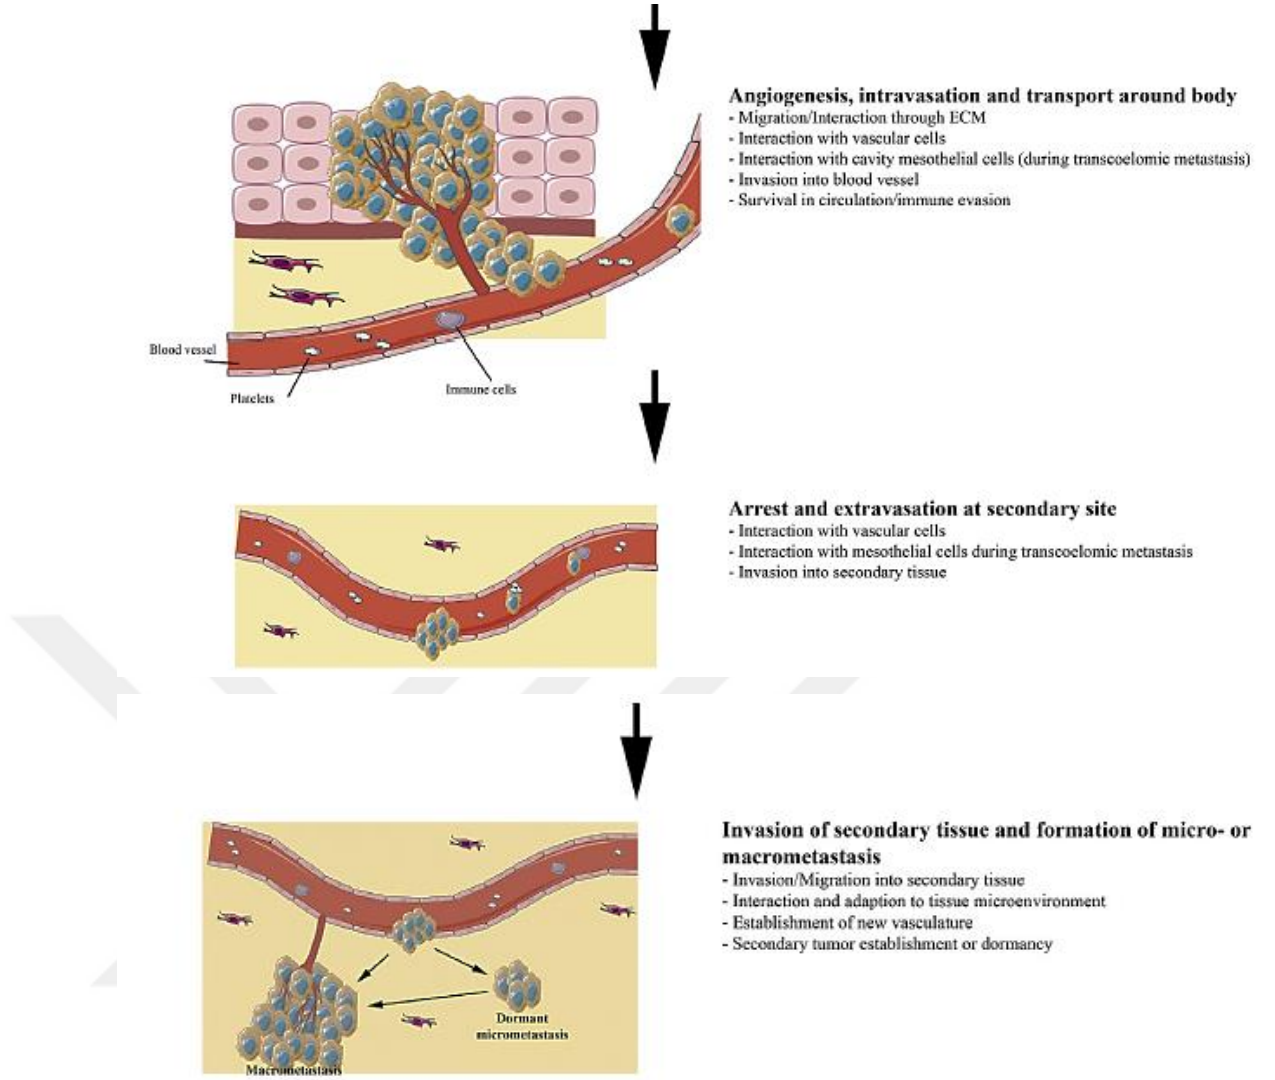 Angiogenesis, intravasation and transport around body
- Migration/Interaction through ECM
- Interaction with vascular cells
- Interaction with cavity mesothelial cells (during transcoelomic metastasis)
- Invasion into blood vessel
- Survival in circulation/immune evasion
Blood vessel
Platelets
Immune cells
Arrest and extravasation at secondary site
- Interaction with vascular cells
- Interaction with mesothelial cells during transcoelomic metastasis
- Invasion into secondary tissue
Invasion of secondary tissue and formation of micro- or
macrometastasis
- Invasion/Migration into secondary tissue
- Interaction and adaption to tissue microenvironment
- Establishment of new vasculature
- Secondary tumor establishment or dormancy
Dormant
micrometastasis
Macrometastasis